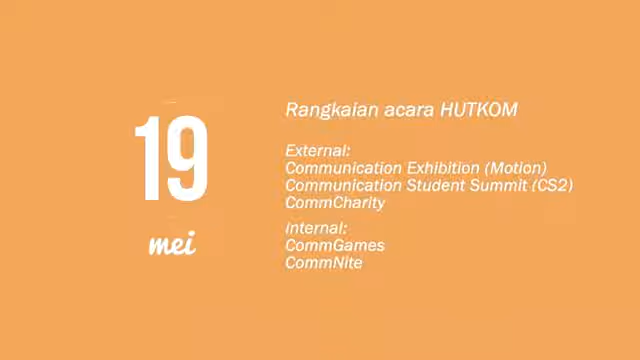 19
mei
Rangkaian acara HUTKOM
External:
Communication Exhibition (Motion)
Communication Student Summit (CS2)
CommCharity
Internal:
CommGames
CommNite